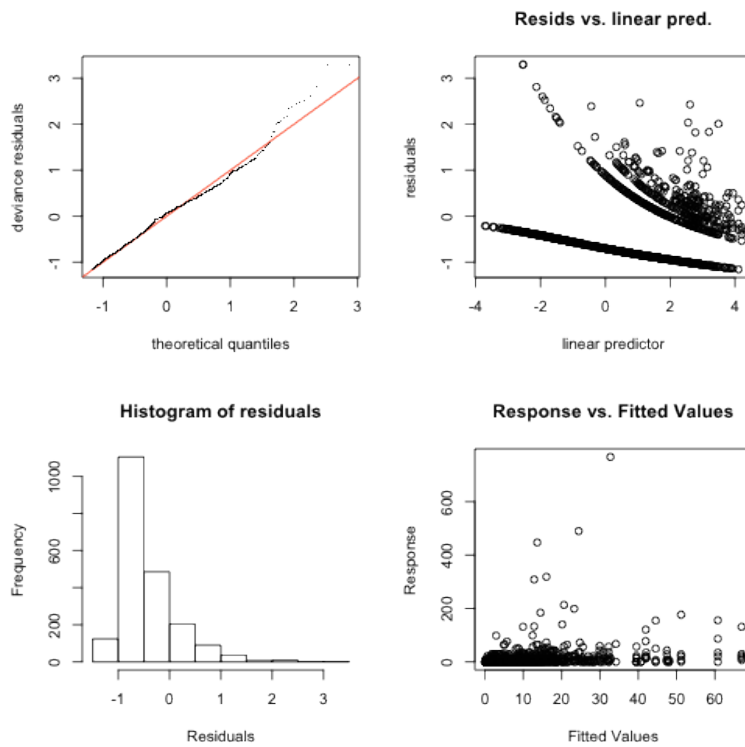 Resids vs. linear pred.
deviance residuals
3
2
1
0
-1
-1 0 1 2 3
theoretical quantiles
residuals
3
2
1
0
-1
-4 -2 0 2 4
linear predictor
Histogram of residuals
Frequency
1000
600
200
0
-1 0 1 2 3
Residuals
Response vs. Fitted Values
Response
600
400
200
0
0 10 20 30 40 50 60
Fitted Values